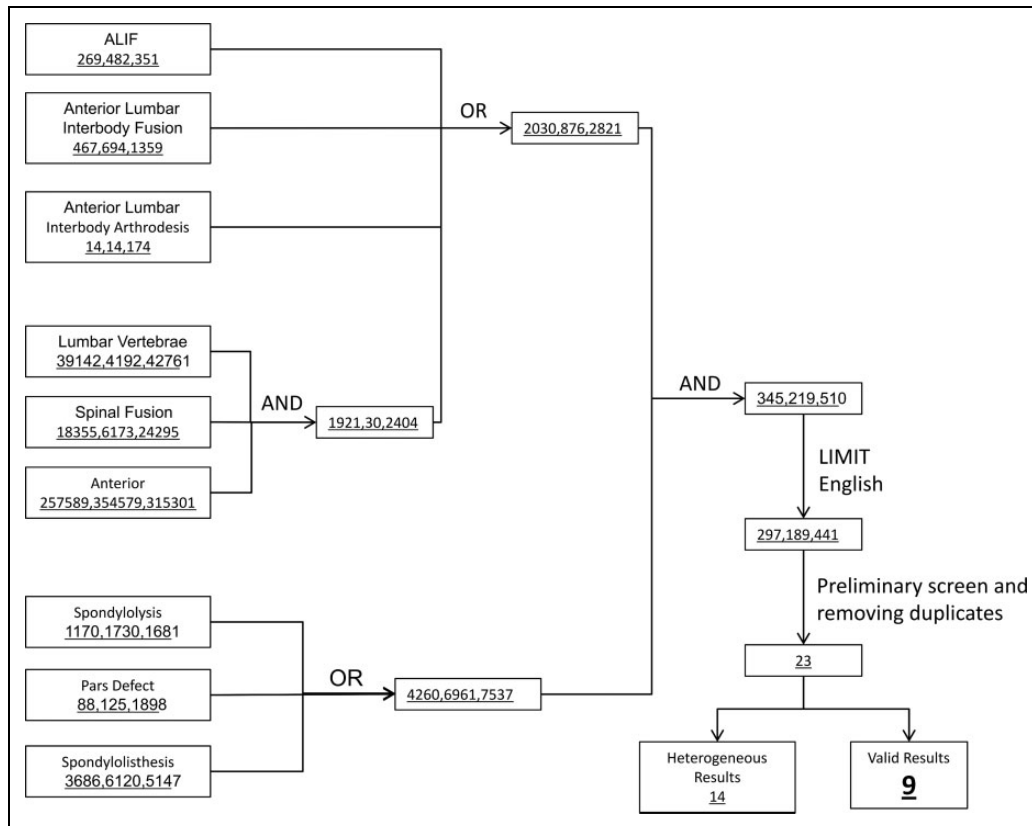 ALIF
269,482,351
Anterior Lumbar
Interbody Fusion
467,694,1359
Anterior Lumbar
Interbody Arthrodesis
14,14,174
OR
2030,876,2821
Lumbar Vertebrae
39142,4192,42761
Spinal Fusion
18355,6173,24295
Anterior
257589,354579,315301
AND
1921,30,2404
Spondylolysis
1170,1730,1681
Pars Defect
88,125,1898
Spondylolisthesis
3686,6120,5147
OR
4260,6961,7537
AND
345,219,510
LIMIT
English
297,189,441
Preliminary screen and
removing duplicates
23
Heterogeneous
Results
14
Valid Results
9